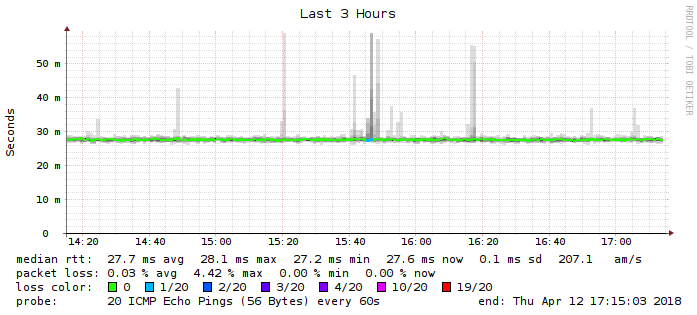 Last 3 Hours
RRDTOOL / TOBI OETIKER
Seconds
50 m
40 m
30 m
20 m
10 m
0
14:20 14:40 15:00 15:20 15:40 16:00 16:20 16:40 17:00
median rtt: 27.7 ms avg 28.1 ms max 27.2 ms min 27.6 ms now 0.1 ms sd 207.1 am/s
packet loss: 0.03 % avg 4.42 % max 0.00 % min 0.00 % now
loss color: 0 1/20 2/20 3/20 4/20 10/20 19/20
probe: 20 ICMP Echo Pings (56 Bytes) every 60s end: Thu Apr 12 17:15:03 2018